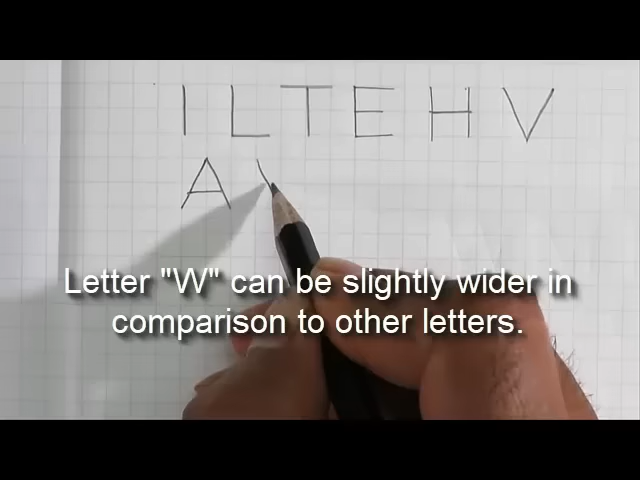 I L T E H V
A
Letter "W" can be slightly wider in
comparison to other letters.